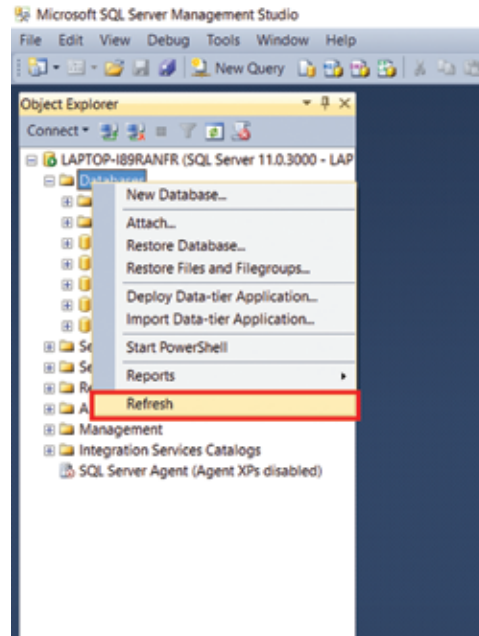 Microsoft SQL Server Management Studio
File Edit View Debug Tools Window Help
New Query
Object Explorer
Connect
LAPTOP-I89RANFR (SQL Server 11.0.3000 - LAP
Databases
New Database...
Attach...
Restore Database...
Restore Files and Filegroups...
Deploy Data-tier Application...
Import Data-tier Application...
Se
Start PowerShell
Se
Reports
Re
A
Refresh
Management
Integration Services Catalogs
SQL Server Agent (Agent XPs disabled)